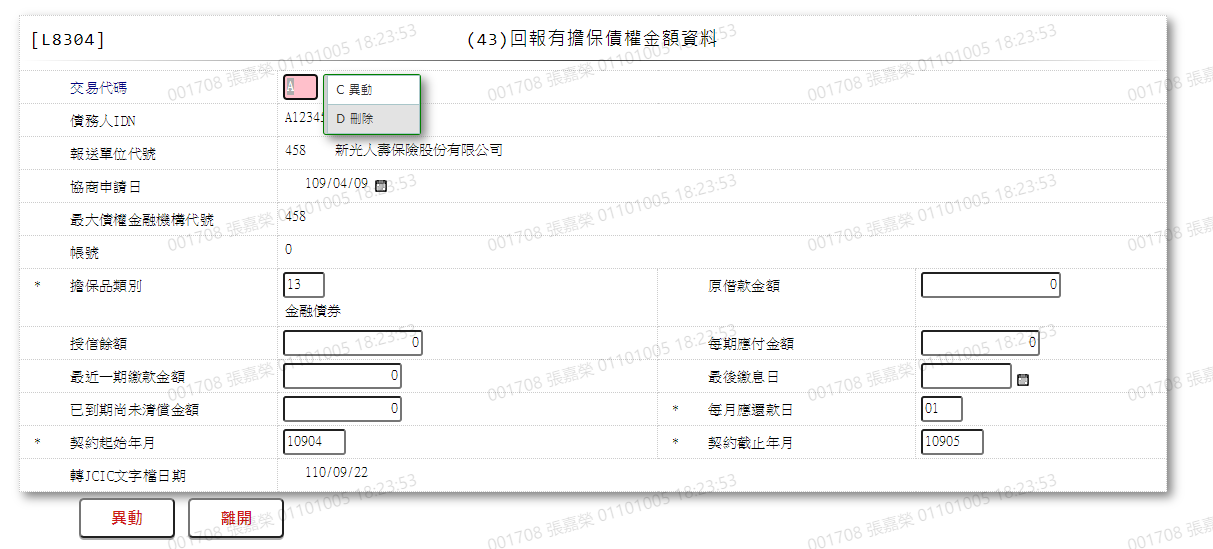 [L8304] (43)回報有擔保債權金額資料
交易代碼 A
C 異動
D 刪除
債務人IDN A12345
報送單位代號 458 新光人壽保險股份有限公司
協商申請日 109/04/09
最大債權金融機構代號 458
帳號 0
* 擔保品類別 13 原借款金額 0
金融債券
授信餘額 0 每期應付金額 0
最近一期繳款金額 0 最後繳息日
已到期尚未清償金額 0 * 每月應還款日 01
* 契約起始年月 10904 * 契約截止年月 10905
轉JCIC文字檔日期 110/09/22
異動 離開
001708 張嘉榮 01101005 18:23:53